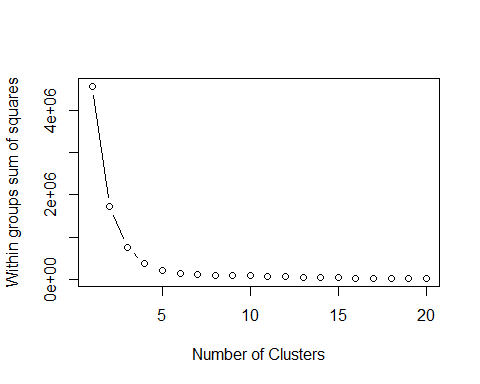 Within groups sum of squares
4e+06
2e+06
0e+00
5
10
15
20
Number of Clusters